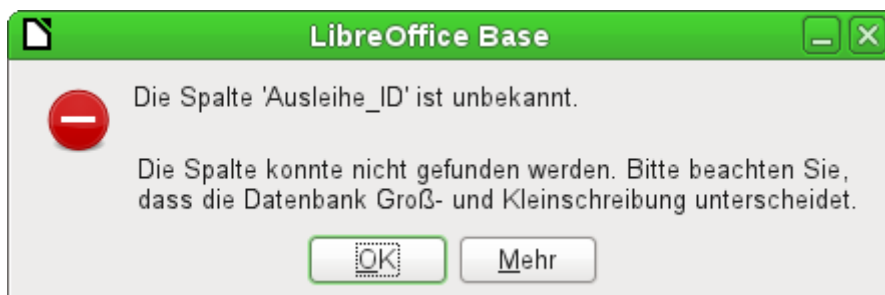 LibreOffice Base
Die Spalte 'Ausleihe_ID' ist unbekannt.
Die Spalte konnte nicht gefunden werden. Bitte beachten Sie,
dass die Datenbank Groß- und Kleinschreibung unterscheidet.
OK
Mehr